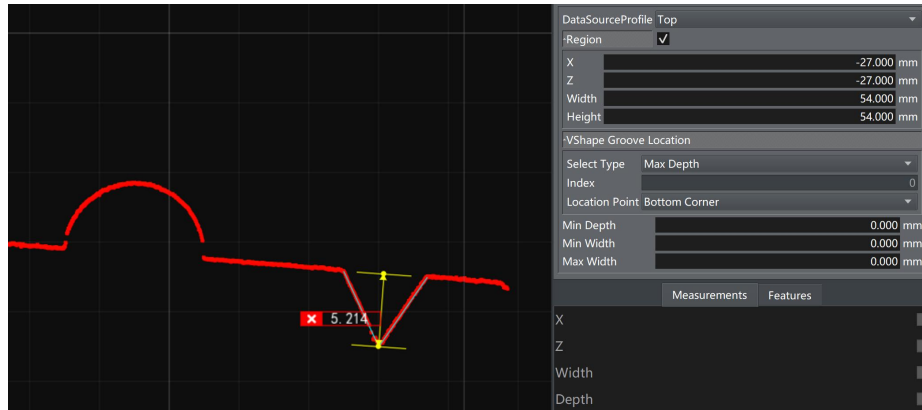 DataSourceProfile Top
Region
X -27.000 mm
Z -27.000 mm
Width 54.000 mm
Height 54.000 mm
VShape Groove Location
Select Type Max Depth
Index 0
Location Point Bottom Corner
Min Depth 0.000 mm
Min Width 0.000 mm
Max Width 0.000 mm
Measurements Features
5.214
X
Z
Width
Depth